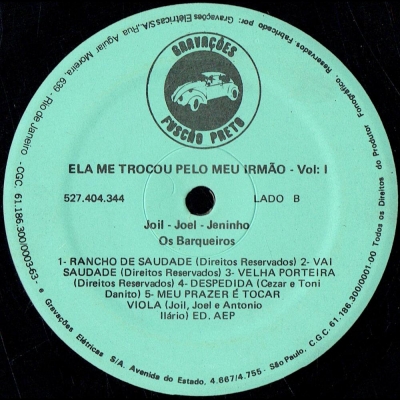 GRAVAÇÕES
FUSCÃO PRETO
ELA ME TROCOU PELO MEU IRMÃO - Vol: I
527.404.344
LADO B
Joil - Joel - Jeninho
Os Barqueiros
1- RANCHO DE SAUDADE (Direitos Reservados) 2- VAI
SAUDADE (Direitos Reservados) 3- VELHA PORTEIRA
(Direitos Reservados) 4- DESPEDIDA (Cezar e Toni
Danito) 5- MEU PRAZER É TOCAR
VIOLA (Joil, Joel e Antonio
Ilário) ED. AEP
e Gravações Elétricas S/A. Avenida do Estado, 4.667/4.755 - São Paulo, C.G.C. 61.186.300/0001-00 Todos os Direitos do Produtor Fonográfico. Reservados Fabricado por: Gravações Elétricas S/A, Rua Aguiar Moreira, 639 - Rio de Janeiro - CGC. 61.186.300/0003-63 -